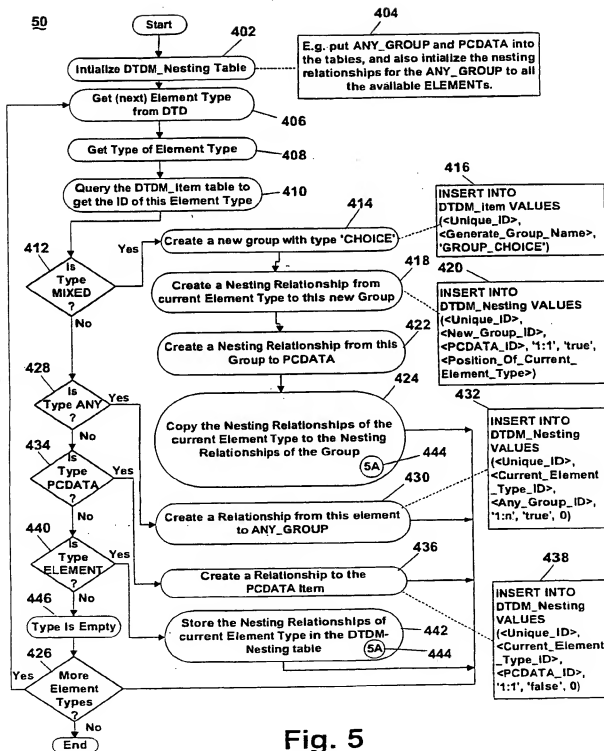 50
Start
402
404
E.g. put ANY_GROUP and PCDATA into
the tables, and also intialize the nesting
relationships for the ANY_GROUP to all
the available ELEMENTs.
Intialize DTDM_Nesting Table
Get (next) Element Type
from DTD
406
Get Type of Element Type
408
Query the DTDM_item table to
get the ID of this Element Type
410
416
INSERT INTO
DTDM_item VALUES
(<Unique_ID>,
<Generate_Group_Name>,
'GROUP_CHOICE')
414
Create a new group with type 'CHOICE'
412
Is
Type
MIXED
?
Yes
No
418
Create a Nesting Relationship from
current Element Type to this new Group
420
INSERT INTO
DTDM_Nesting VALUES
(<Unique_ID>,
<New_Group_ID>,
<PCDATA_ID>, '1:1', 'true',
<Position_Of_Current_
Element_Type>)
Create a Nesting Relationship from this
Group to PCDATA
422
424
Copy the Nesting Relationships of the
current Element Type to the Nesting
Relationships of the Group
5A
444
428
Is
Type ANY
?
Yes
No
432
INSERT INTO
DTDM_Nesting
VALUES
(<Unique_ID>,
<Current_Element
_Type_ID>,
<Any_Group_ID>,
'1:n', 'true', 0)
430
Create a Relationship from this element
to ANY_GROUP
434
Is
Type
PCDATA
?
Yes
No
436
Create a Relationship to the
PCDATA Item
438
INSERT INTO
DTDM_Nesting
VALUES
(<Unique_ID>,
<Current_Element
_Type_ID>,
<PCDATA_ID>,
'1:1', 'false', 0)
440
Is
Type
ELEMENT
?
Yes
No
Store the Nesting Relationships of
current Element Type in the DTDM-
Nesting table
442
5A
444
446
Type Is Empty
426
Yes
More
Element
Types
?
No
End
Fig. 5